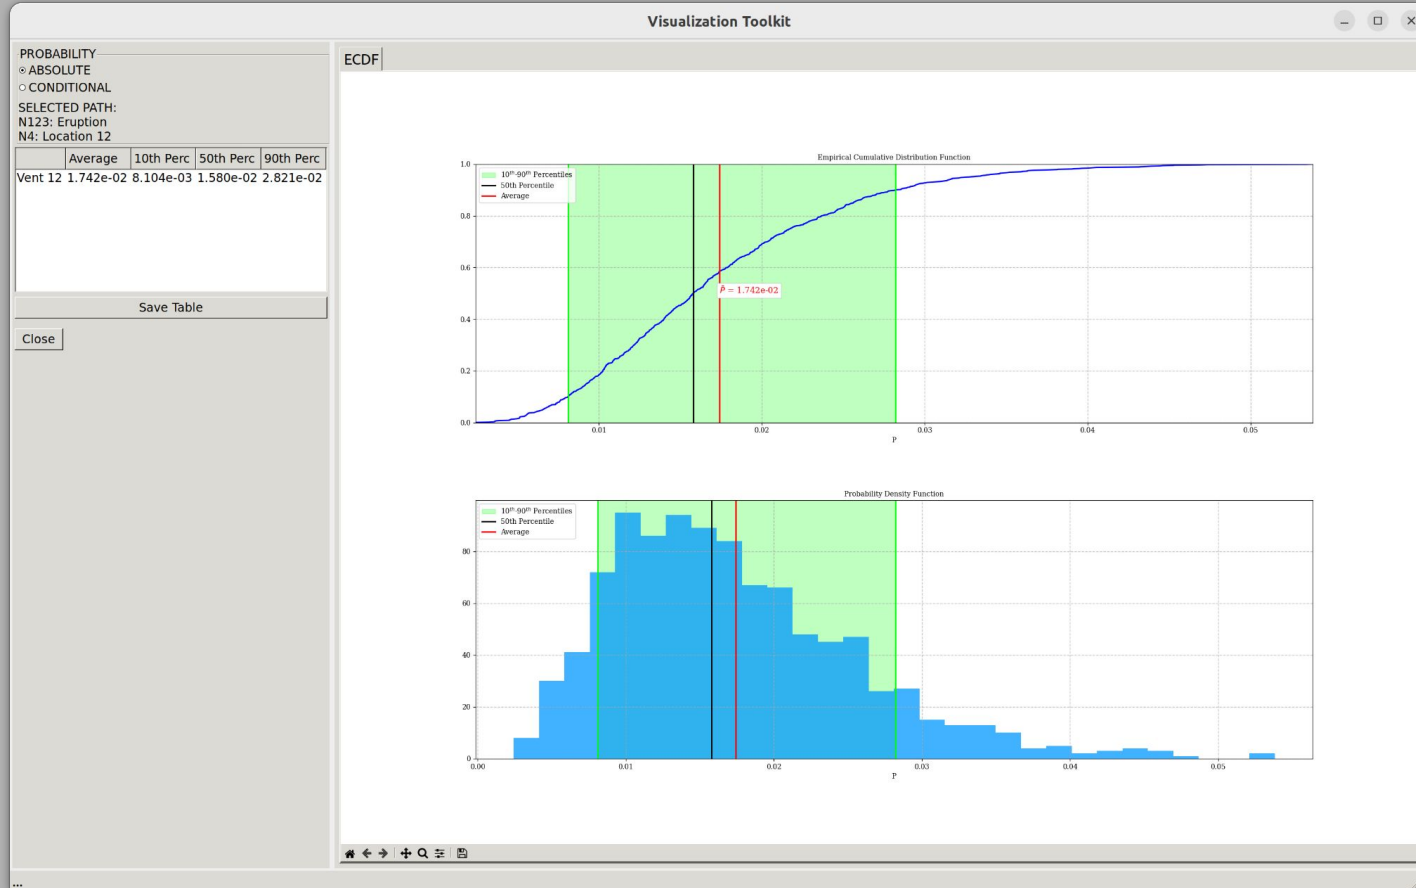 Visualization Toolkit
PROBABILITY
ABSOLUTE
CONDITIONAL
SELECTED PATH:
N123: Eruption
N4: Location 12
Average 10th Perc 50th Perc 90th Perc
Vent 12 1.742e-02 8.104e-03 1.580e-02 2.821e-02
Save Table
Close
ECDF
Empirical Cumulative Distribution Function
10th-90th Percentiles
50th Percentile
Average
1.0
0.8
0.6
0.4
0.2
0.0
P̄ = 1.742e-02
0.01 0.02 0.03 0.04 0.05
P
Probability Density Function
10th-90th Percentiles
50th Percentile
Average
80
60
40
20
0
0.00 0.01 0.02 0.03 0.04 0.05
P
...